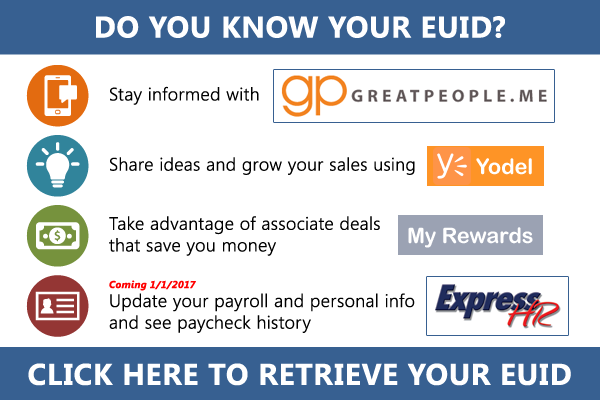 DO YOU KNOW YOUR EUID?
Stay informed with
gp GREATPEOPLE.ME
Share ideas and grow your sales using
y Yodel
Take advantage of associate deals
that save you money
My Rewards
Coming 1/1/2017
Update your payroll and personal info
and see paycheck history
Express
HR
CLICK HERE TO RETRIEVE YOUR EUID